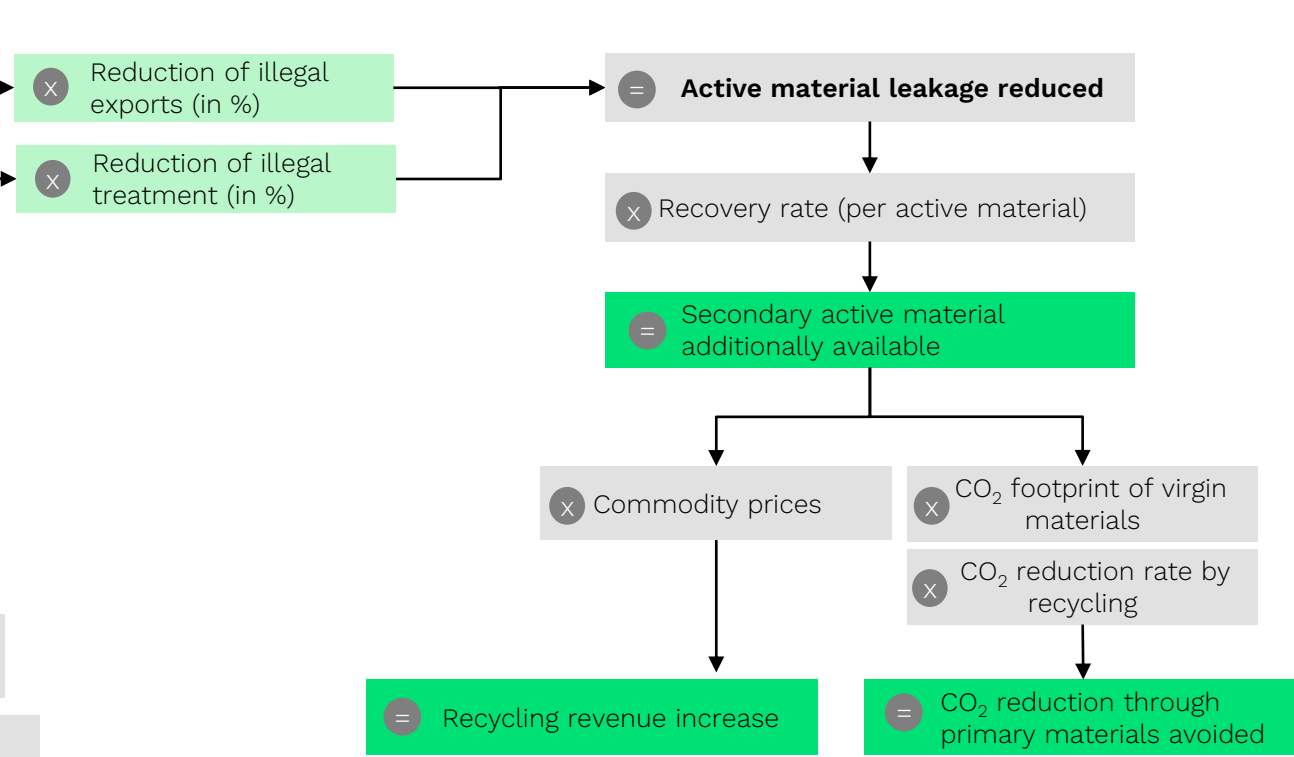 x Reduction of illegal
exports (in %)
x Reduction of illegal
treatment (in %)
= Active material leakage reduced
x Recovery rate (per active material)
= Secondary active material
additionally available
x Commodity prices
x CO₂ footprint of virgin
materials
x CO₂ reduction rate by
recycling
= Recycling revenue increase
= CO₂ reduction through
primary materials avoided